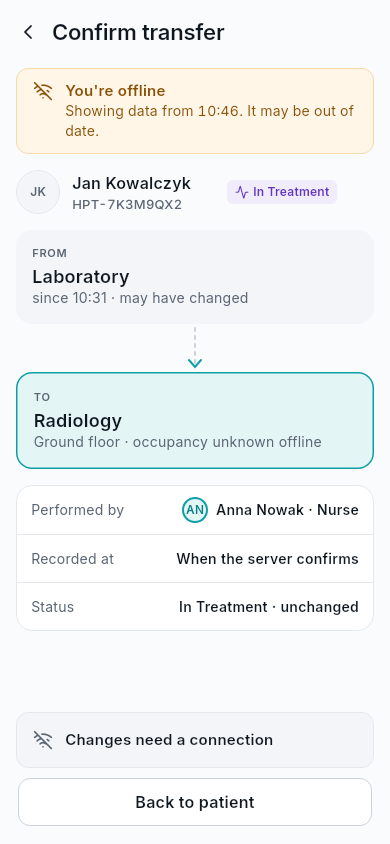 Confirm transfer
You're offline
Showing data from 10:46. It may be out of
date.
JK
Jan Kowalczyk
HPT-7K3M9QX2
In Treatment
FROM
Laboratory
since 10:31 · may have changed
TO
Radiology
Ground floor · occupancy unknown offline
Performed by
AN
Anna Nowak · Nurse
Recorded at
When the server confirms
Status
In Treatment · unchanged
Changes need a connection
Back to patient